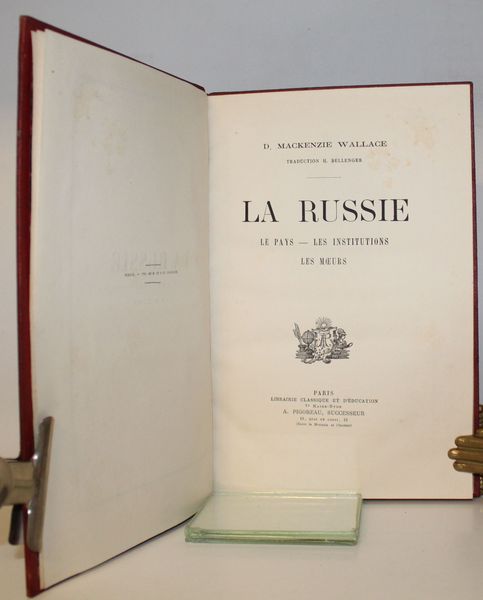 D. MACKENZIE WALLACE
TRADUCTION H. BELLENGER
LA RUSSIE
LE PAYS — LES INSTITUTIONS
LES MŒURS
PARIS
LIBRAIRIE CLASSIQUE ET D'ÉDUCATION
A. PIGOREAU, SUCCESSEUR